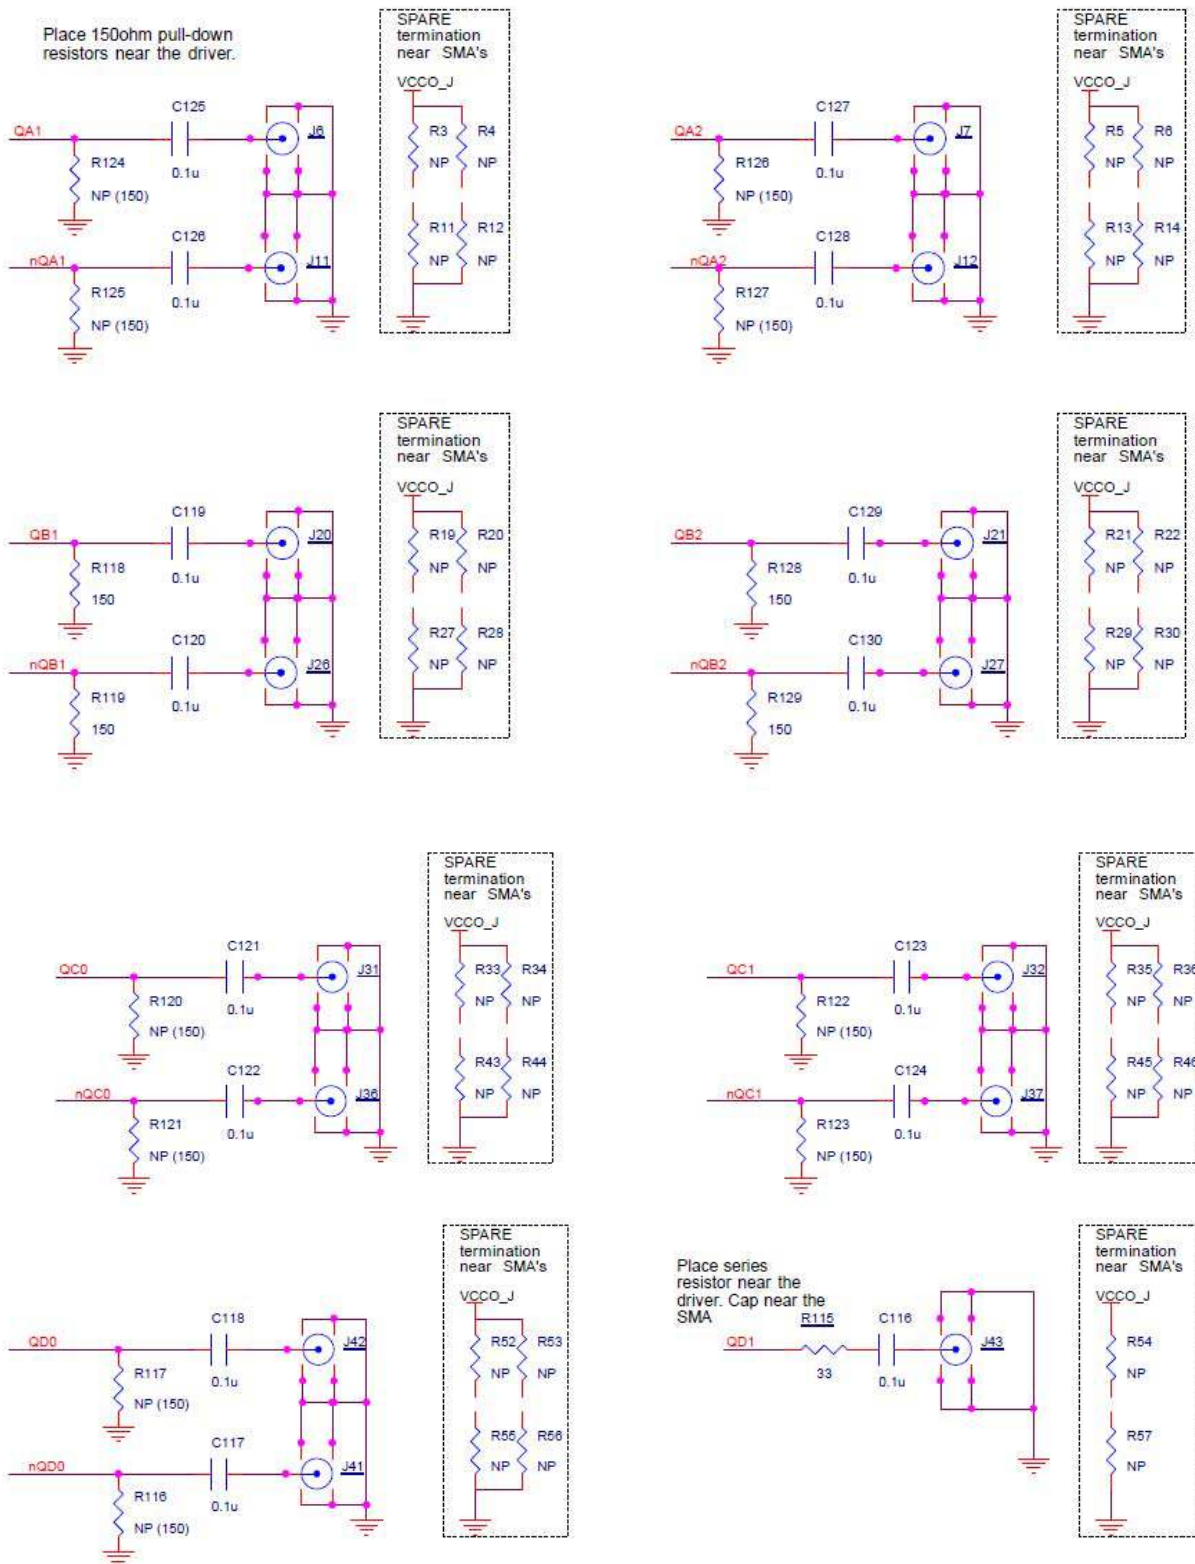 Place 150ohm pull-down
resistors near the driver.
SPARE
termination
near SMA's
VCCO_J
QA1
C125
0.1u
J6
R124
NP (150)
R3
NP
R4
NP
nQA1
C126
0.1u
J11
R125
NP (150)
R11
NP
R12
NP
SPARE
termination
near SMA's
VCCO_J
QA2
C127
0.1u
J7
R126
NP (150)
R5
NP
R6
NP
nQA2
C128
0.1u
J12
R127
NP (150)
R13
NP
R14
NP
SPARE
termination
near SMA's
VCCO_J
QB1
C119
0.1u
J20
R118
150
R19
NP
R20
NP
nQB1
C120
0.1u
J26
R119
150
R27
NP
R28
NP
SPARE
termination
near SMA's
VCCO_J
QB2
C129
0.1u
J21
R128
150
R21
NP
R22
NP
nQB2
C130
0.1u
J27
R129
150
R29
NP
R30
NP
SPARE
termination
near SMA's
VCCO_J
QC0
C121
0.1u
J31
R120
NP (150)
R33
NP
R34
NP
nQC0
C122
0.1u
J36
R121
NP (150)
R43
NP
R44
NP
SPARE
termination
near SMA's
VCCO_J
QC1
C123
0.1u
J32
R122
NP (150)
R35
NP
R36
NP
nQC1
C124
0.1u
J37
R123
NP (150)
R45
NP
R46
NP
SPARE
termination
near SMA's
VCCO_J
QD0
C118
0.1u
J42
R117
NP (150)
R52
NP
R53
NP
nQD0
C117
0.1u
J41
R116
NP (150)
R55
NP
R56
NP
Place series
resistor near the
driver. Cap near the
SMA
SPARE
termination
near SMA's
VCCO_J
QD1
R115
33
C116
0.1u
J43
R54
NP
R57
NP